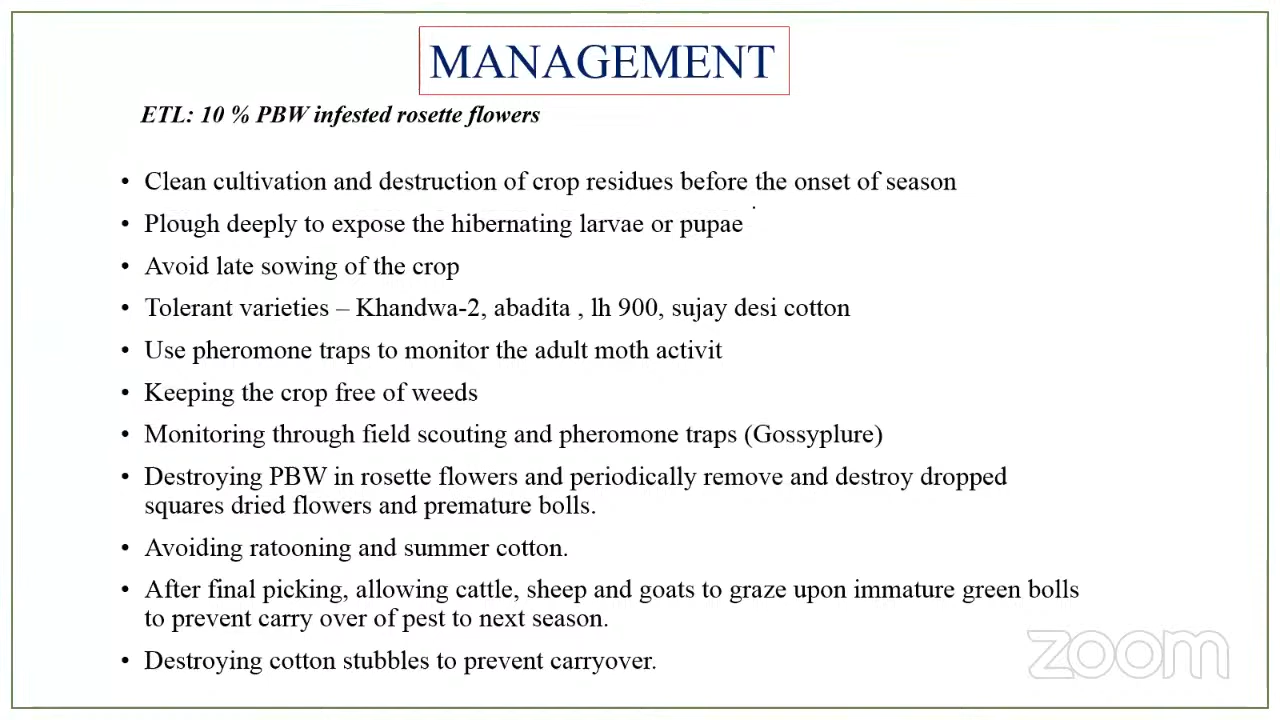 MANAGEMENT
ETL: 10 % PBW infested rosette flowers
• Clean cultivation and destruction of crop residues before the onset of season
• Plough deeply to expose the hibernating larvae or pupae
• Avoid late sowing of the crop
• Tolerant varieties – Khandwa-2, abadita , lh 900, sujay desi cotton
• Use pheromone traps to monitor the adult moth activit
• Keeping the crop free of weeds
• Monitoring through field scouting and pheromone traps (Gossyplure)
• Destroying PBW in rosette flowers and periodically remove and destroy dropped
squares dried flowers and premature bolls.
• Avoiding ratooning and summer cotton.
• After final picking, allowing cattle, sheep and goats to graze upon immature green bolls
to prevent carry over of pest to next season.
• Destroying cotton stubbles to prevent carryover.
zoom